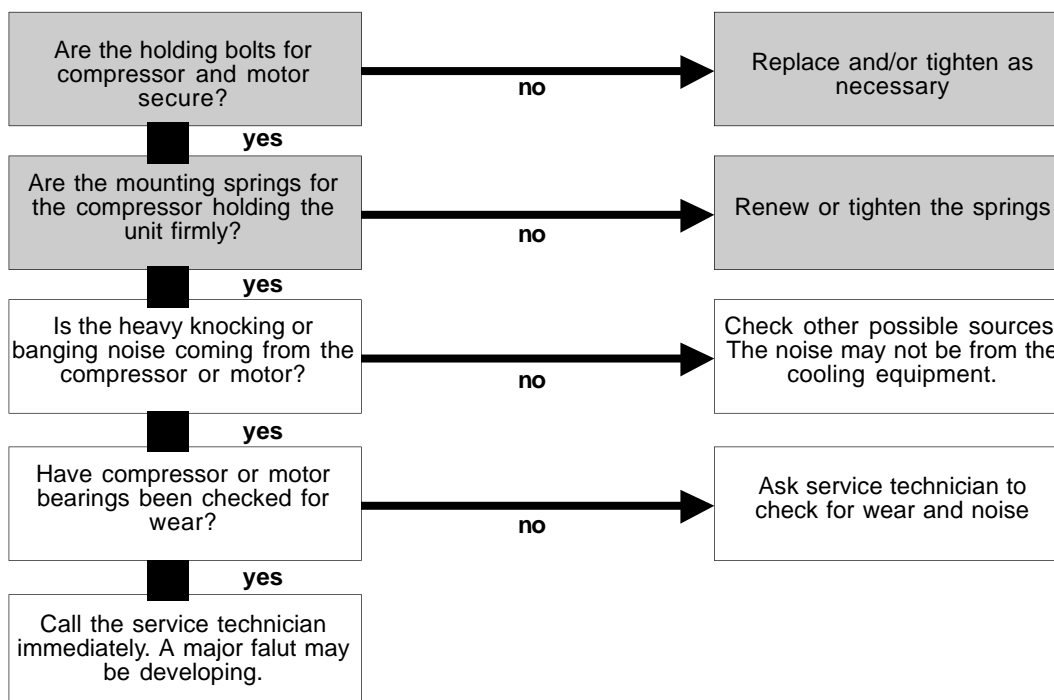 Are the holding bolts for
compressor and motor
secure?
no
Replace and/or tighten as
necessary
yes
Are the mounting springs for
the compressor holding the
unit firmly?
no
Renew or tighten the springs
yes
Is the heavy knocking or
banging noise coming from the
compressor or motor?
no
Check other possible sources
The noise may not be from the
cooling equipment.
yes
Have compressor or motor
bearings been checked for
wear?
no
Ask service technician to
check for wear and noise
yes
Call the service technician
immediately. A major falut may
be developing.